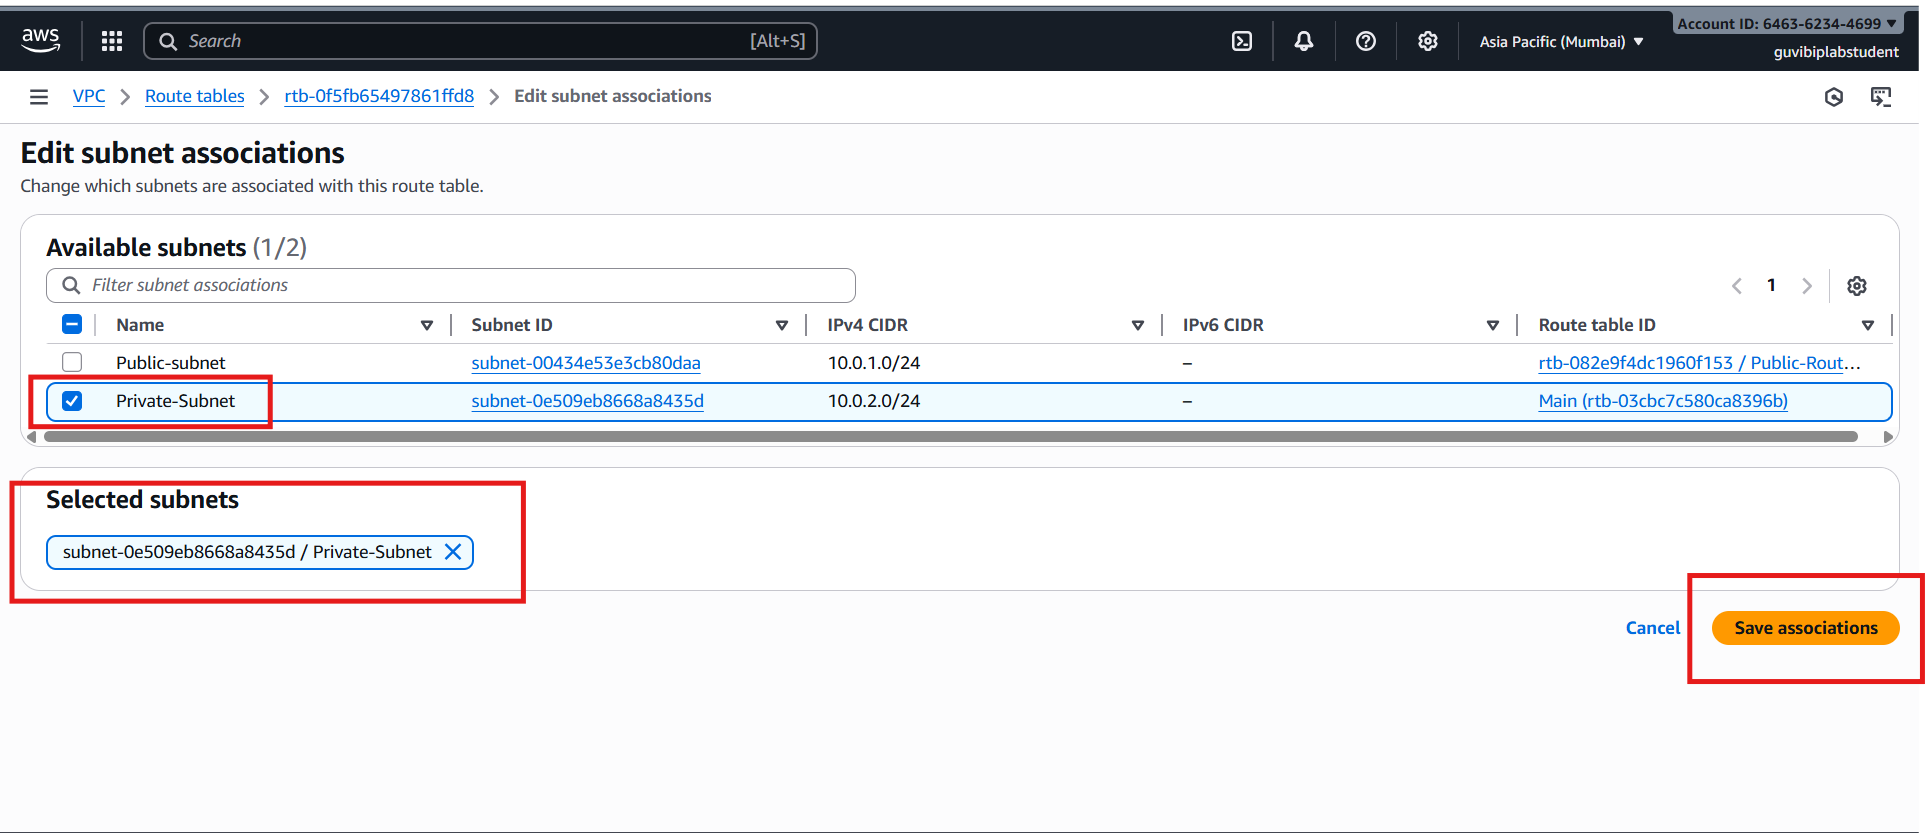 aws Search [Alt+S] Asia Pacific (Mumbai) Account ID: 6463-6234-4699
guvibiplabstudent
VPC Route tables rtb-0f5fb65497861ffd8 Edit subnet associations
Edit subnet associations
Change which subnets are associated with this route table.
Available subnets (1/2)
Filter subnet associations
1
Name Subnet ID IPv4 CIDR IPv6 CIDR Route table ID
Public-subnet subnet-00434e53e3cb80daa 10.0.1.0/24 – rtb-082e9f4dc1960f153 / Public-Rout...
Private-Subnet subnet-0e509eb8668a8435d 10.0.2.0/24 – Main (rtb-03cbc7c580ca8396b)
Selected subnets
subnet-0e509eb8668a8435d / Private-Subnet
Cancel Save associations